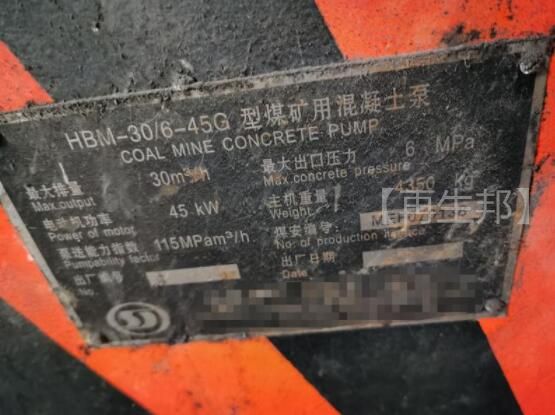 HBM-30/6-45G 型煤矿用混凝土泵
COAL MINE CONCRETE PUMP
最大排量 30m³/h 最大出口压力 6 MPa
Max.output Max.concrete pressure
电动机功率 45 kW 主机重量 4350 Kg
Power of motor Weight
泵送能力指数 115MPam³/h 煤安编号:
Pumpability factor No. of production
出厂编号 出厂日期
No. Date
【再生邦】